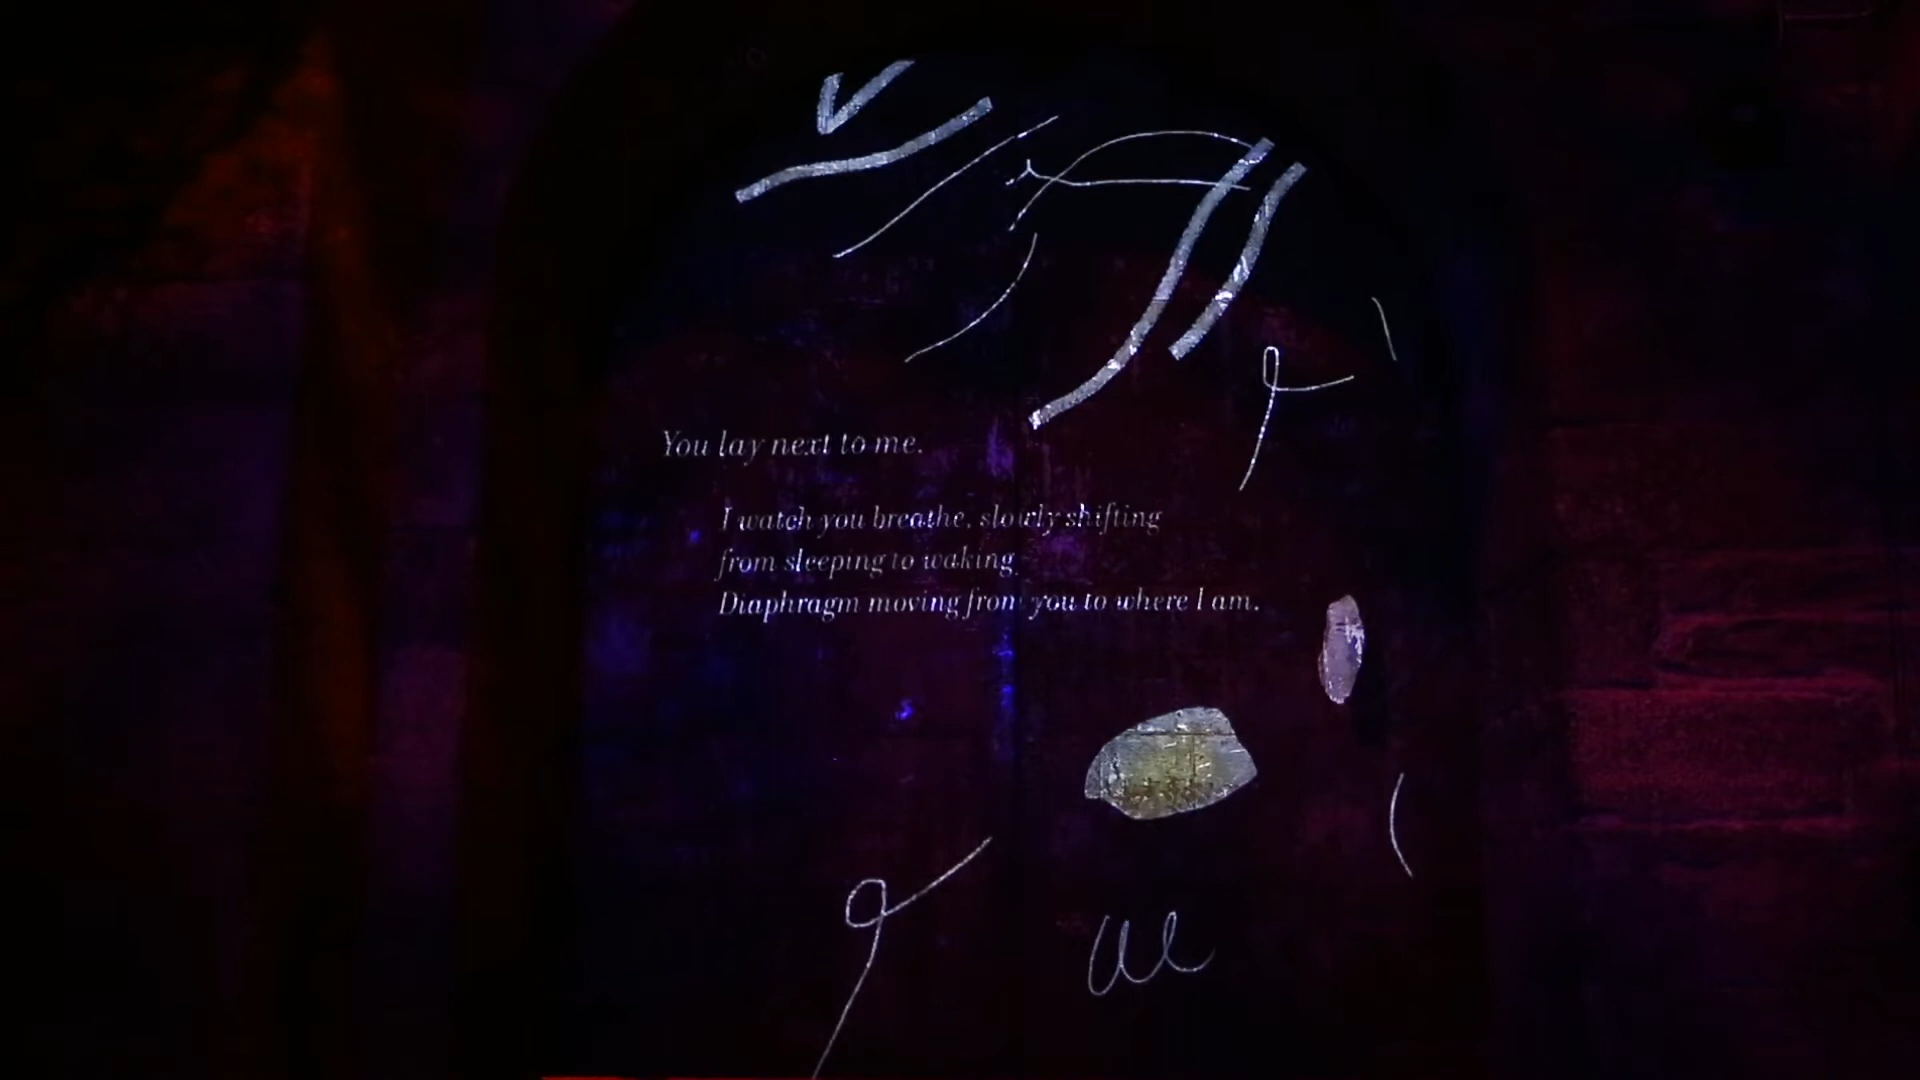 You lay next to me.
I watch you breathe, slowly shifting
from sleeping to waking
Diaphragm moving from you to where I am.